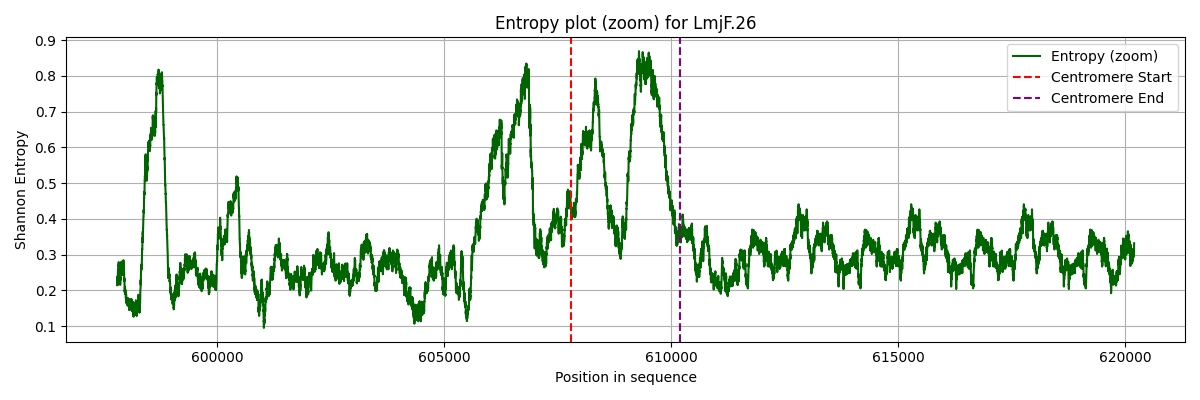 Entropy plot (zoom) for LmjF.26
Shannon Entropy
0.9
0.8
0.7
0.6
0.5
0.4
0.3
0.2
0.1
Entropy (zoom)
Centromere Start
Centromere End
600000 605000 610000 615000 620000
Position in sequence